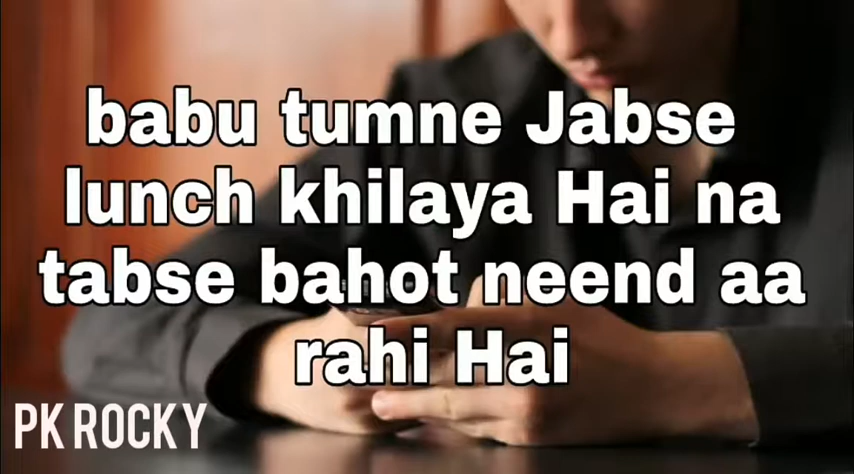 babu tumne Jabse
lunch khilaya Hai na
tabse bahot neend aa
rahi Hai
PK ROCKY